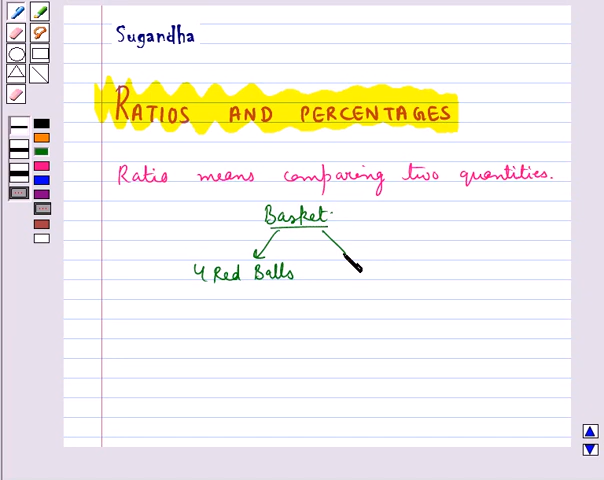 Sugandha
RATIOS AND PERCENTAGES
Ratio means comparing two quantities.
Basket.
4 Red Balls